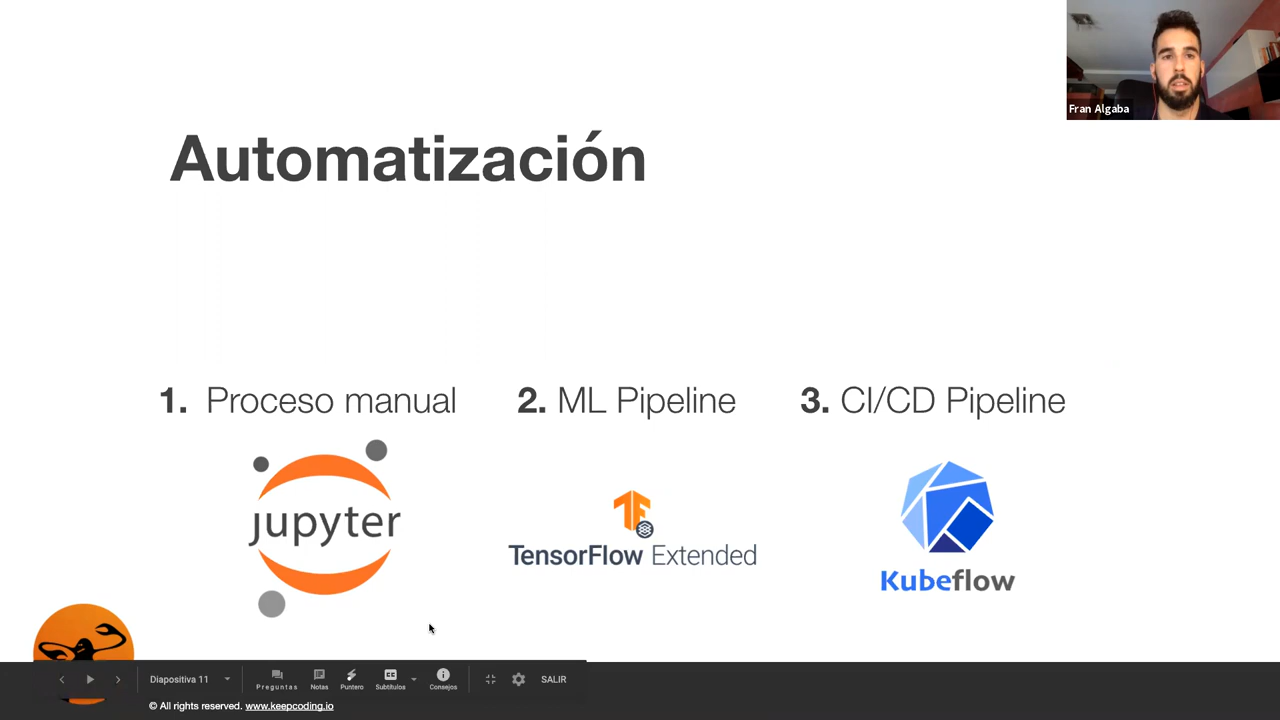 Fran Algaba
Automatización
1. Proceso manual
2. ML Pipeline
3. CI/CD Pipeline
jupyter
TensorFlow Extended
Kubeflow
Diapositiva 11
Preguntas
Notas
Puntero
Subtítulos
Consejos
SALIR
© All rights reserved. www.keepcoding.io